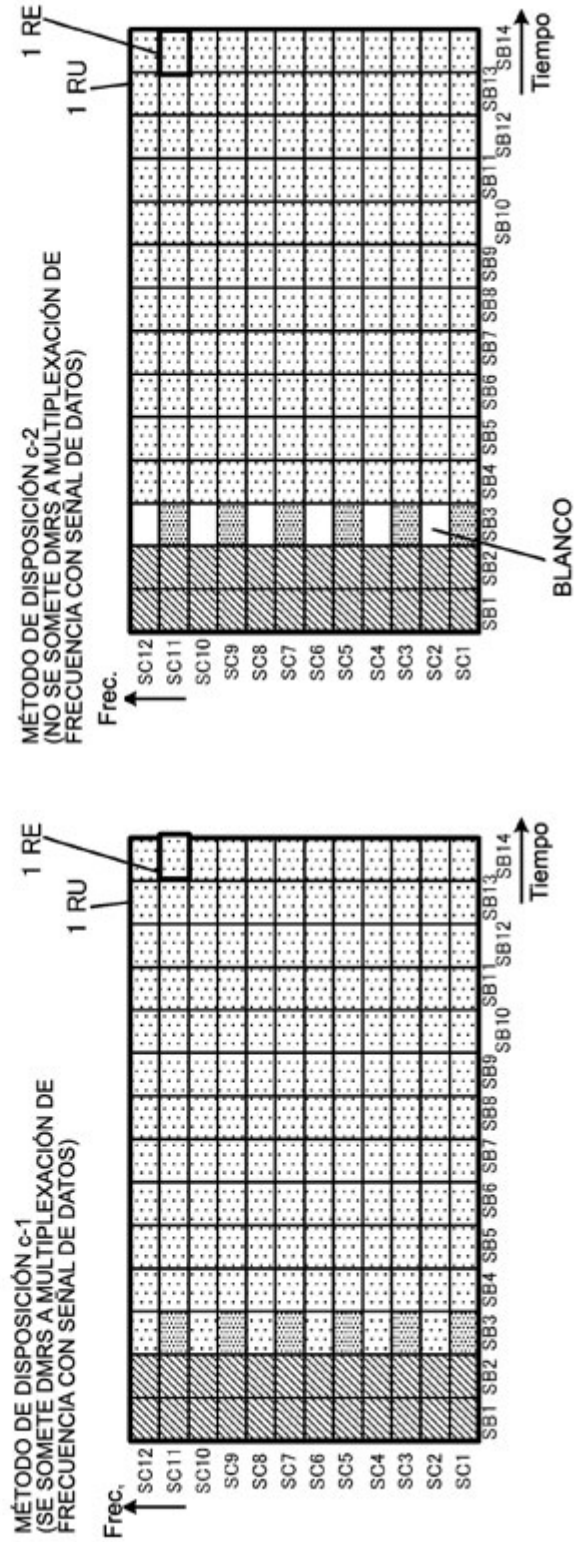 MÉTODO DE DISPOSICIÓN c-1
(SE SOMETE DMRS A MULTIPLEXACIÓN DE
FRECUENCIA CON SEÑAL DE DATOS)
1 RU
1 RE
Frec.
SC12
SC11
SC10
SC9
SC8
SC7
SC6
SC5
SC4
SC3
SC2
SC1
SB1 SB2 SB3 SB4 SB5 SB6 SB7 SB8 SB9 SB10 SB11 SB12 SB13 SB14
Tiempo
MÉTODO DE DISPOSICIÓN c-2
(NO SE SOMETE DMRS A MULTIPLEXACIÓN DE
FRECUENCIA CON SEÑAL DE DATOS)
1 RU
1 RE
Frec.
SC12
SC11
SC10
SC9
SC8
SC7
SC6
SC5
SC4
SC3
SC2
SC1
SB1 SB2 SB3 SB4 SB5 SB6 SB7 SB8 SB9 SB10 SB11 SB12 SB13 SB14
Tiempo
BLANCO